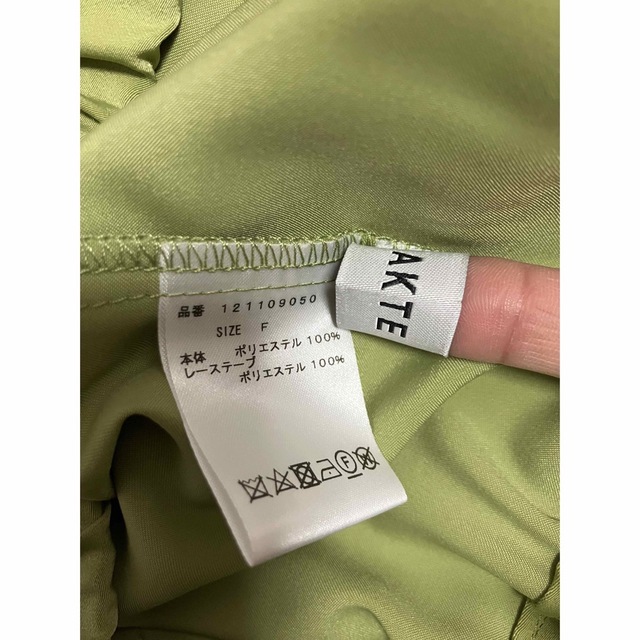 品番 121109050
SIZE F
本体 ポリエステル 100%
レーステープ
ポリエステル 100%
AKTE